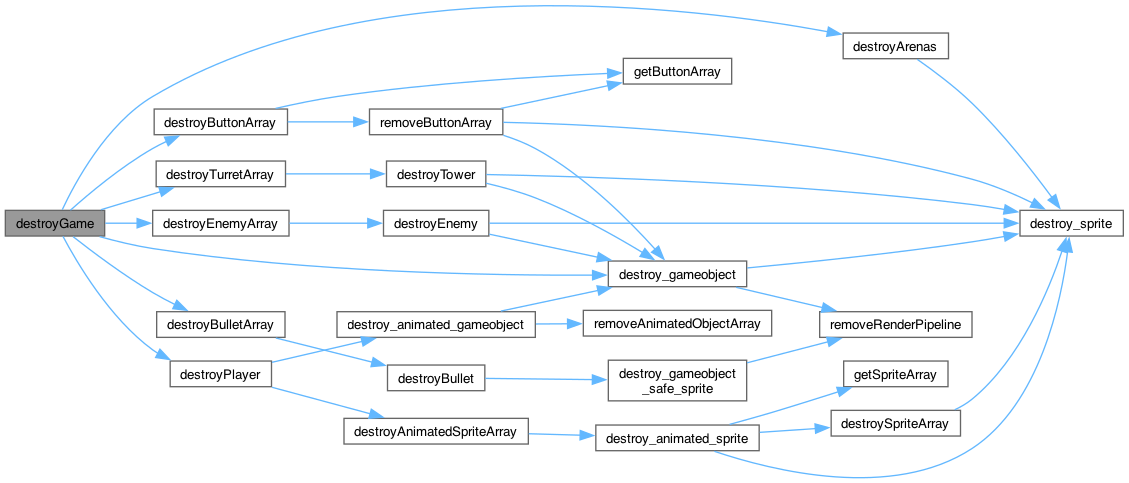 destroyGame
destroyArenas
destroyButtonArray
getButtonArray
removeButtonArray
destroyTurretArray
destroyTower
destroyEnemyArray
destroyEnemy
destroy_sprite
destroy_gameobject
destroyBulletArray
destroy_animated_gameobject
removeAnimatedObjectArray
removeRenderPipeline
destroyPlayer
destroyBullet
destroy_gameobject
_safe_sprite
getSpriteArray
destroyAnimatedSpriteArray
destroy_animated_sprite
destroySpriteArray